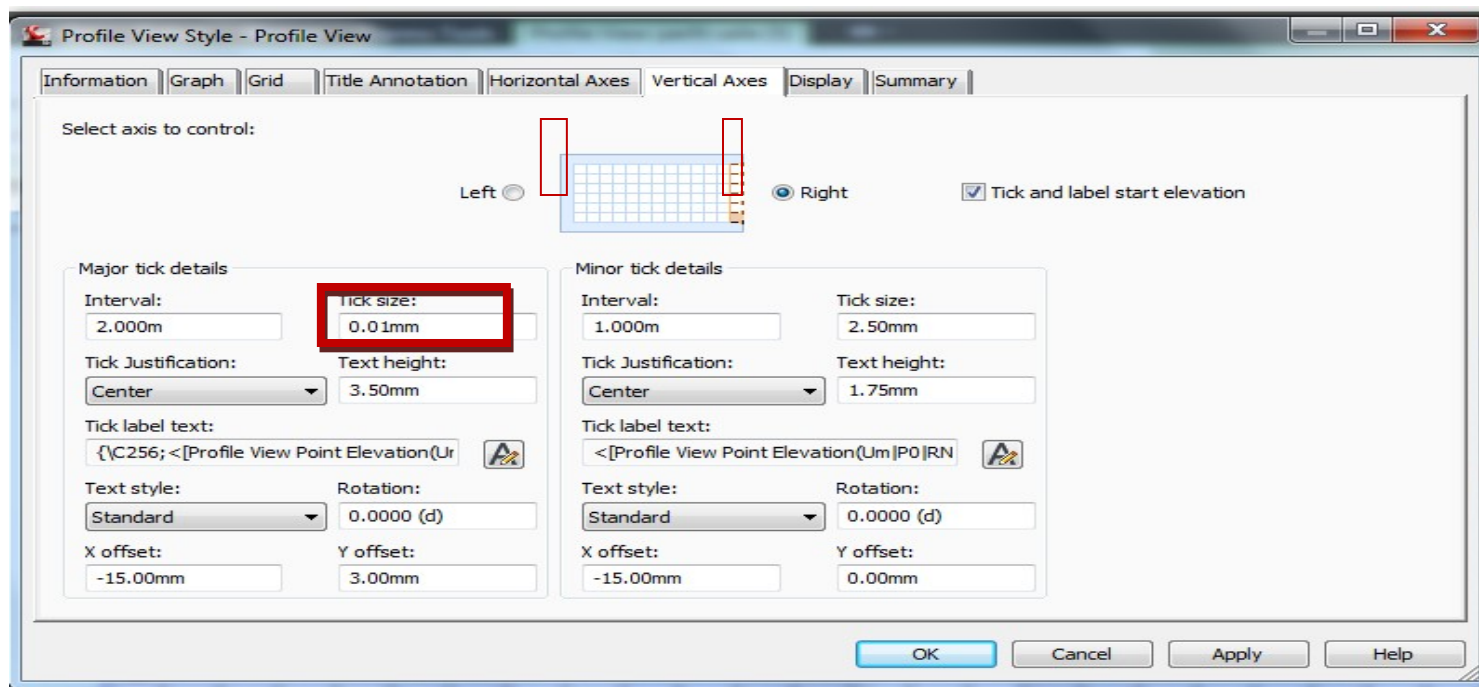 Profile View Style - Profile View
Information Graph Grid Title Annotation Horizontal Axes Vertical Axes Display Summary
Select axis to control:
Left Right Tick and label start elevation
Major tick details Minor tick details
Interval: Tick size: Interval: Tick size:
2.000m 0.01mm 1.000m 2.50mm
Tick Justification: Text height: Tick Justification: Text height:
Center 3.50mm Center 1.75mm
Tick label text: Tick label text:
{\C256;<[Profile View Point Elevation(Ur <[Profile View Point Elevation(Um|P0|RN
Text style: Rotation: Text style: Rotation:
Standard 0.0000 (d) Standard 0.0000 (d)
X offset: Y offset: X offset: Y offset:
-15.00mm 3.00mm -15.00mm 0.00mm
OK Cancel Apply Help